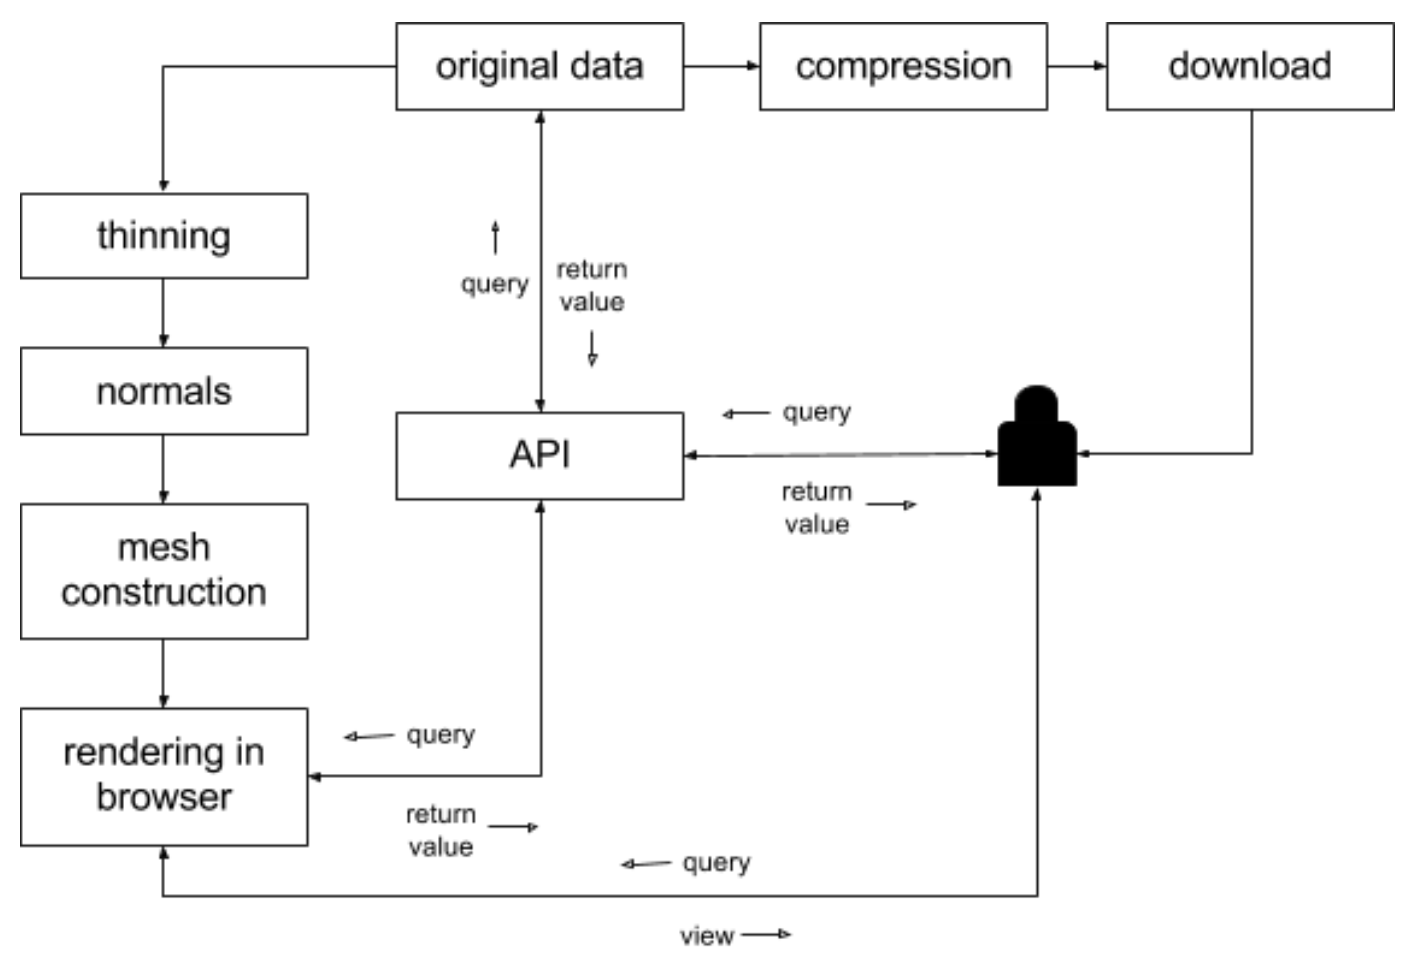 original data
compression
download
thinning
query
return
value
normals
query
API
return
value
mesh
construction
rendering in
browser
query
return
value
query
view